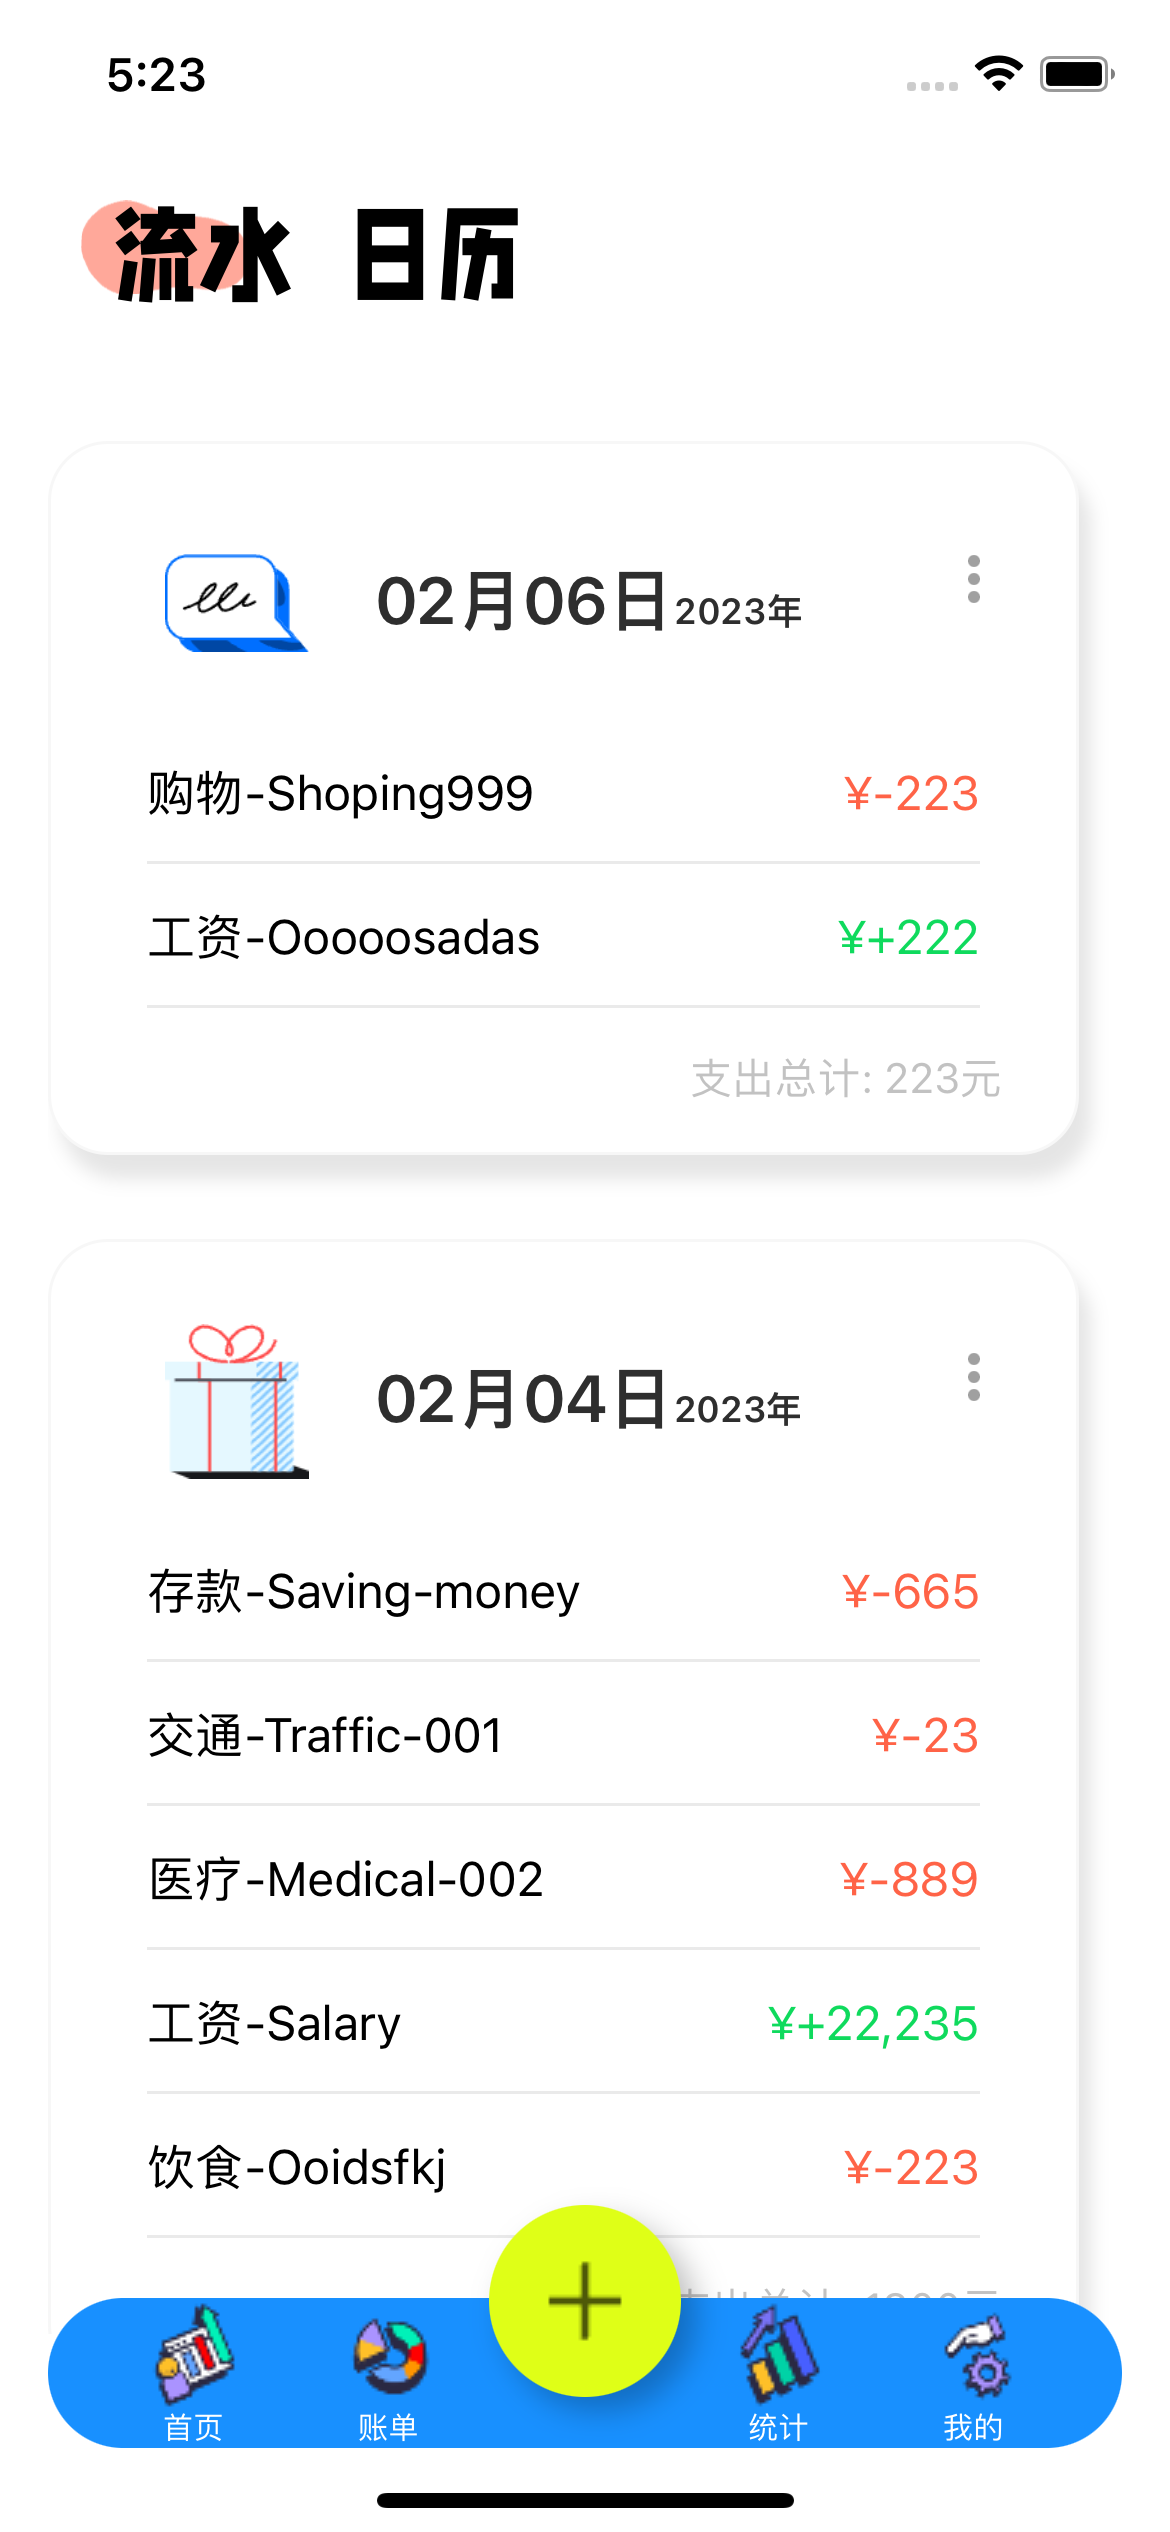 5:23
流水 日历
02月06日2023年
购物-Shoping999 ¥-223
工资-Ooooosadas ¥+222
支出总计: 223元
02月04日2023年
存款-Saving-money ¥-665
交通-Traffic-001 ¥-23
医疗-Medical-002 ¥-889
工资-Salary ¥+22,235
饮食-Ooidsfkj ¥-223
首页 账单 统计 我的